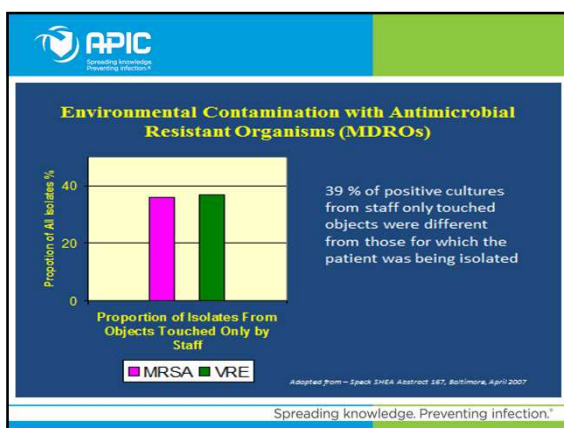 APIC
Spreading knowledge.
Preventing infection.®
Environmental Contamination with Antimicrobial
Resistant Organisms (MDROs)
Propotion of All Isolates %
40
20
0
Proportion of Isolates From
Objects Touched Only by
Staff
MRSA VRE
39 % of positive cultures
from staff only touched
objects were different
from those for which the
patient was being isolated
Adapted from – Speck SHEA Abstract 167, Baltimore, April 2007
Spreading knowledge. Preventing infection.®